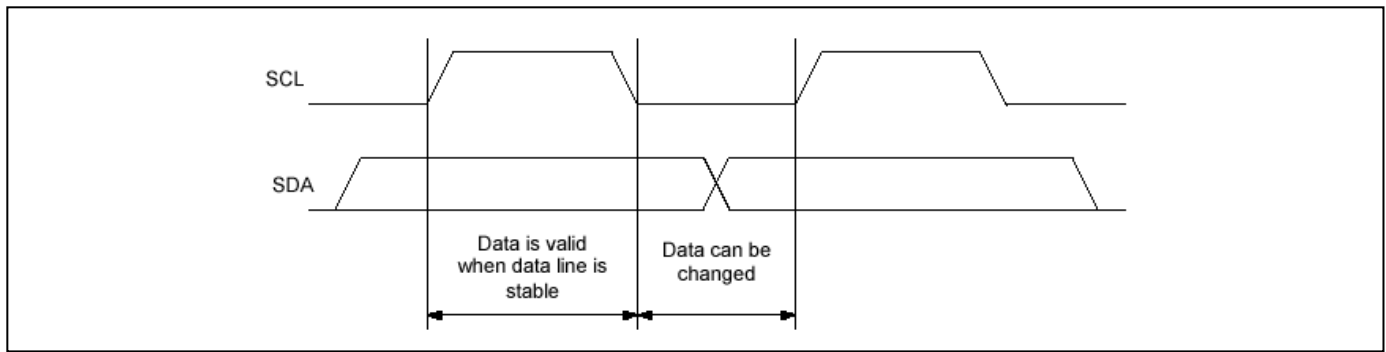 SCL
SDA
Data is valid
when data line is
stable
Data can be
changed